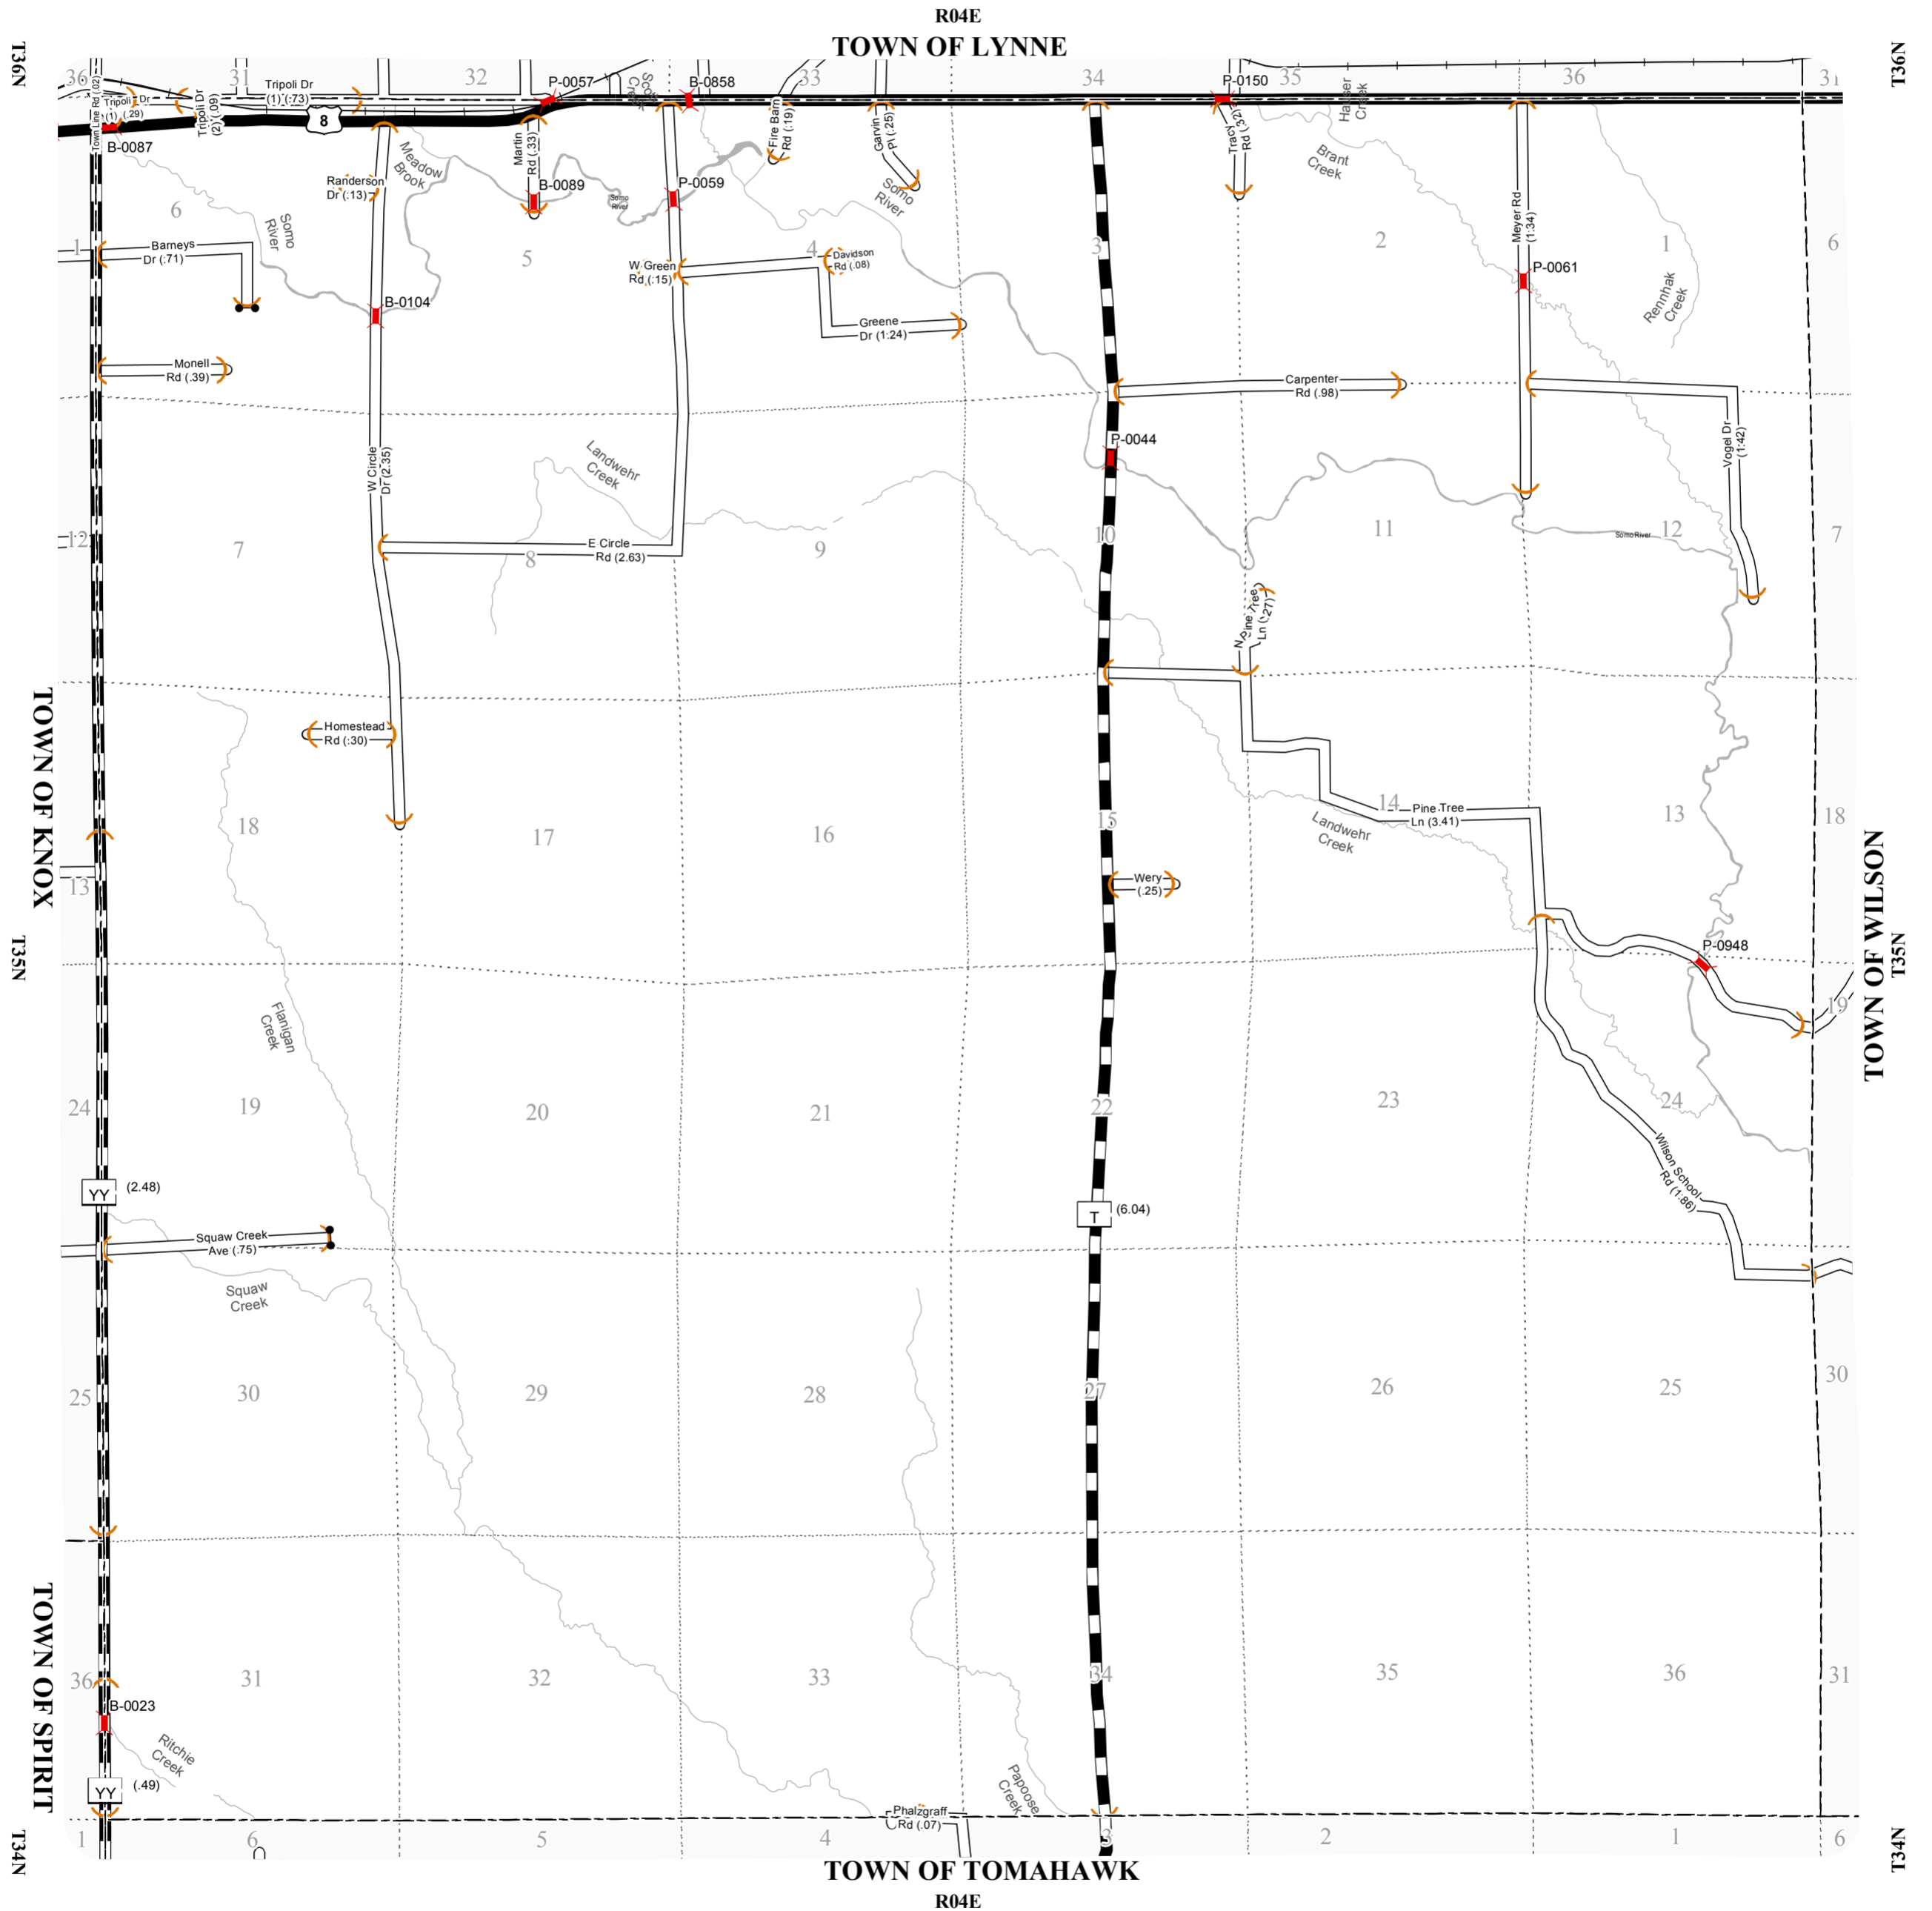 R04E
TOWN OF LYNNE
T36N
T36N
36
31
32
33
34
35
36
31
Tripoli Dr
(1) (.73)
Tripoli Dr
(1) (.29)
Town Line Rd (.02)
Tripoli Dr
(2) (.09)
8
B-0087
P-0057
B-0858
P-0150
Hauser
Creek
Brant
Creek
Meadow
Brook
Martin
Rd (.33)
B-0089
Somo
River
P-0059
Fire Barn
Rd (.19)
Garvin
Pl (.25)
Somo
River
Tracy
Rd (.32)
Meyer Rd
(1.34)
P-0061
Rennhak
Creek
Randerson
Dr (.13)
Somo
River
1
6
5
4
3
2
1
6
Barneys
Dr (.71)
B-0104
W Green
Rd (.15)
Davidson
Rd (.08)
Greene
Dr (1.24)
Monell
Rd (.39)
Carpenter
Rd (.98)
P-0044
Vogel Dr
(1.42)
W Circle
Dr (2.35)
Landwehr
Creek
E Circle
Rd (2.63)
12
7
8
9
10
11
12
7
Somo River
N Pine Tree
Ln (.27)
TOWN OF KNOX
Homestead
Rd (.30)
18
17
16
15
14
13
18
13
Pine Tree
Ln (3.41)
Landwehr
Creek
Wery
(.25)
TOWN OF WILSON
T35N
T35N
P-0948
19
Flanigan
Creek
24
19
20
21
22
23
24
Wilson School
Rd (1.86)
YY
(2.48)
T
(6.04)
Squaw Creek
Ave (.75)
Squaw
Creek
25
30
29
28
27
26
25
30
TOWN OF SPIRIT
36
31
32
33
34
35
36
31
B-0023
Ritchie
Creek
YY
(.49)
Papoose
Creek
Phalzgraff
Rd (.07)
T34N
T34N
1
6
5
4
3
2
1
6
TOWN OF TOMAHAWK
R04E